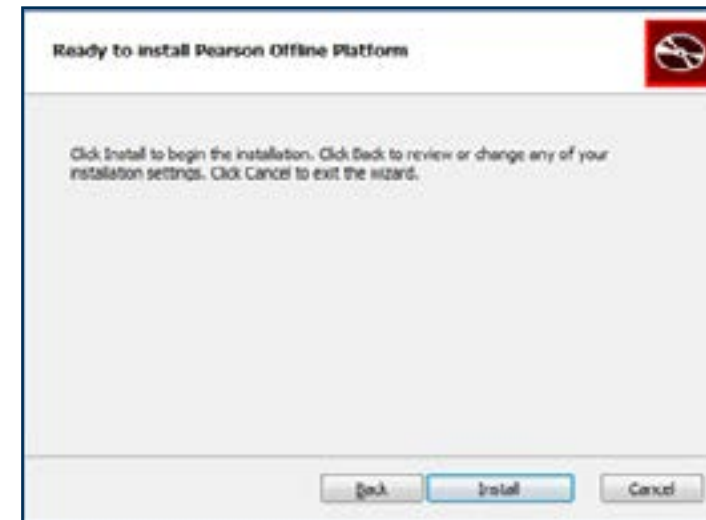 Ready to install Pearson Offline Platform
Click Install to begin the installation. Click Back to review or change any of your
installation settings. Click Cancel to exit the wizard.
Back
Install
Cancel